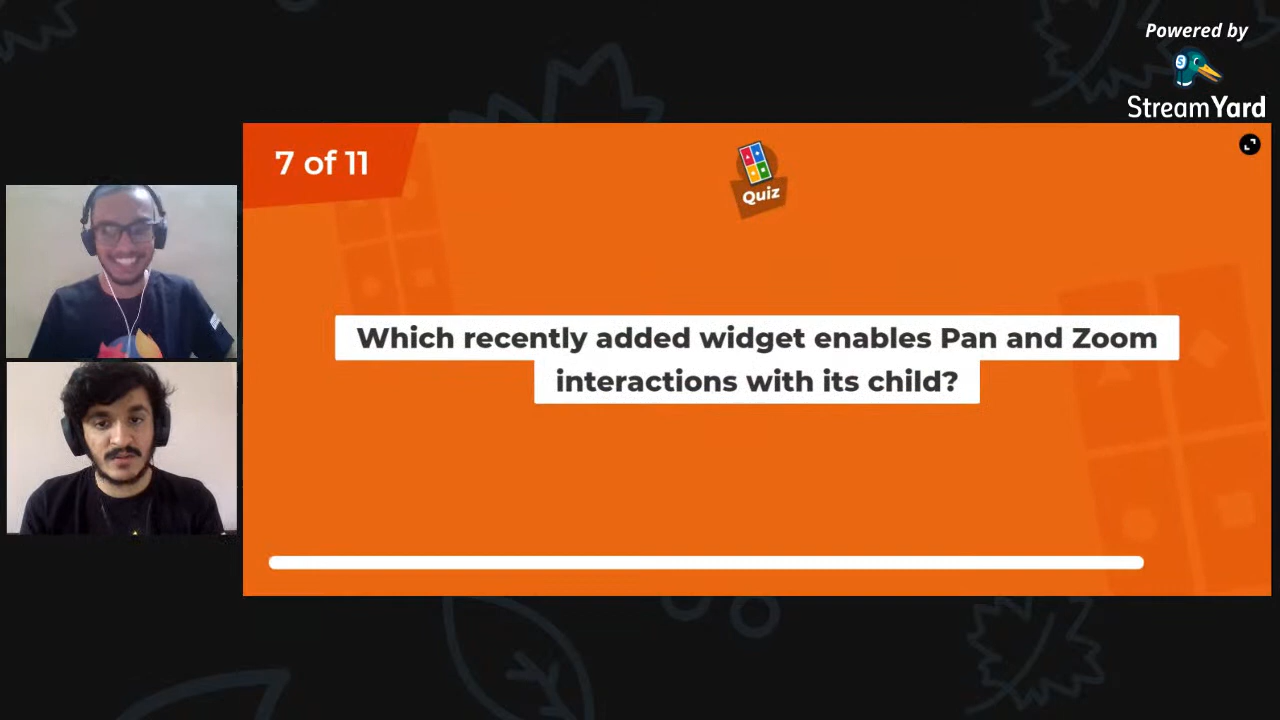 Powered by
StreamYard
7 of 11
Quiz
Which recently added widget enables Pan and Zoom
interactions with its child?